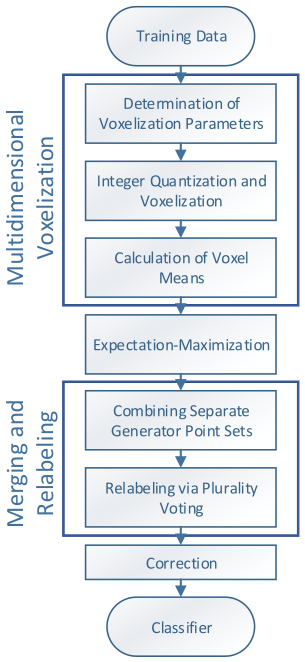 Training Data
Multidimensional
Voxelization
Determination of
Voxelization Parameters
Integer Quantization and
Voxelization
Calculation of Voxel
Means
Expectation-Maximization
Merging and
Relabeling
Combining Separate
Generator Point Sets
Relabeling via Plurality
Voting
Correction
Classifier